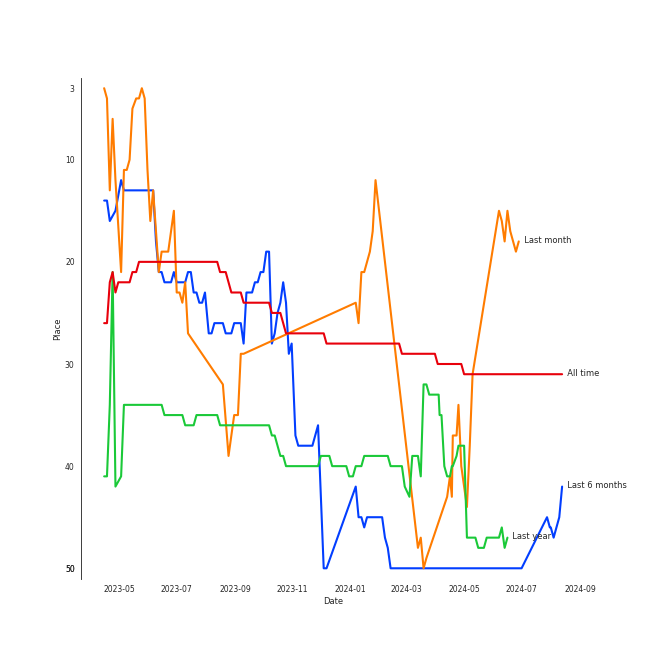 3
10
20
30
40
50
Place
Last month
All time
Last 6 months
Last year
2023-05
2023-07
2023-09
2023-11
2024-01
2024-03
2024-05
2024-07
2024-09
Date